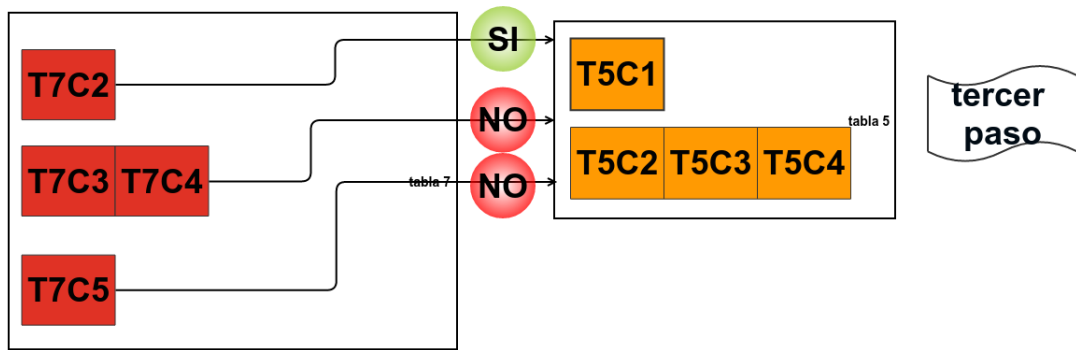 T7C2
T7C3 T7C4
T7C5
tabla 7
SI
NO
NO
T5C1
T5C2 T5C3 T5C4
tabla 5
tercer
paso